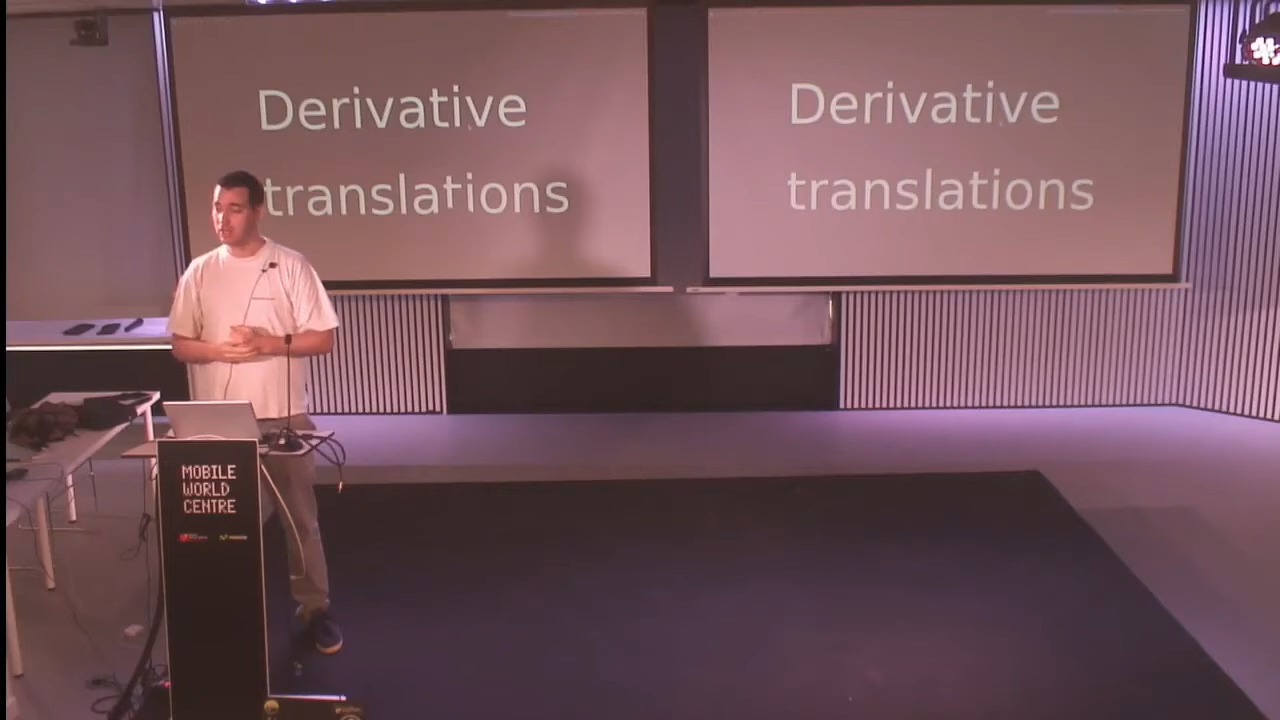 Derivative
translations
Derivative
translations
MOBILE
WORLD
CENTRE